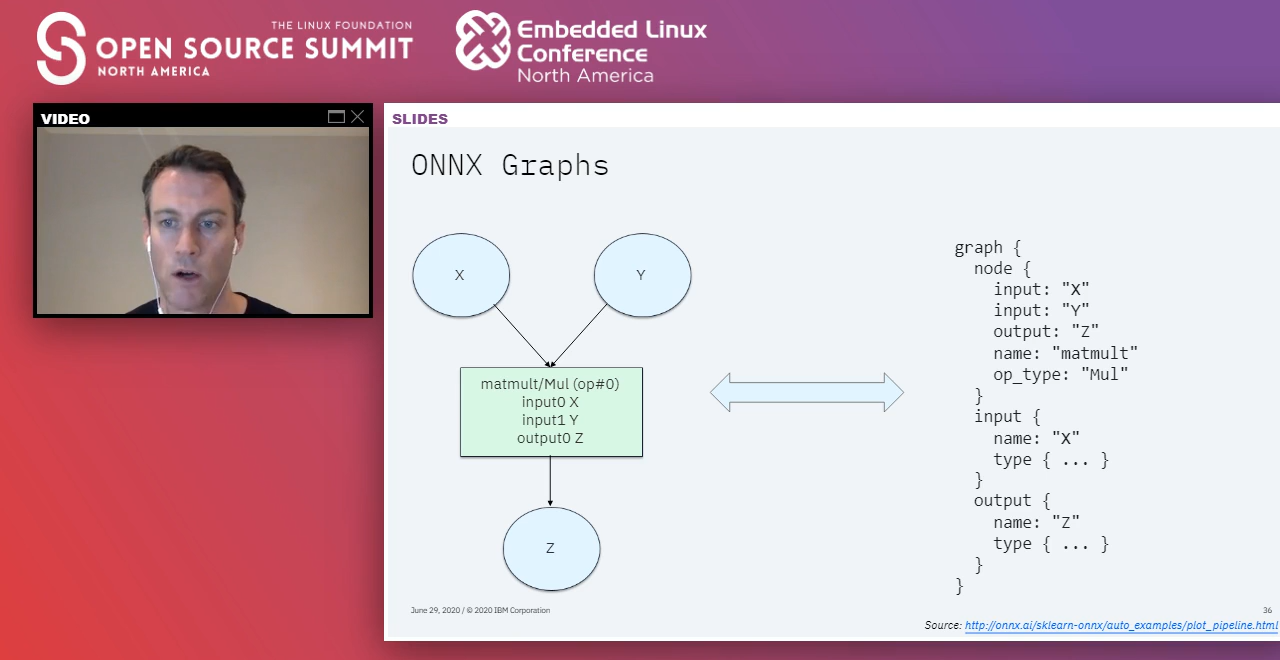 THE LINUX FOUNDATION
OPEN SOURCE SUMMIT
NORTH AMERICA
Embedded Linux
Conference
North America
VIDEO
SLIDES
ONNX Graphs
X
Y
matmult/Mul (op#0)
input0 X
input1 Y
output0 Z
Z
graph {
node {
input: "X"
input: "Y"
output: "Z"
name: "matmult"
op_type: "Mul"
}
input {
name: "X"
type { ... }
}
output {
name: "Z"
type { ... }
}
}
June 29, 2020 / © 2020 IBM Corporation
36
Source: http://onnx.ai/sklearn-onnx/auto_examples/plot_pipeline.html